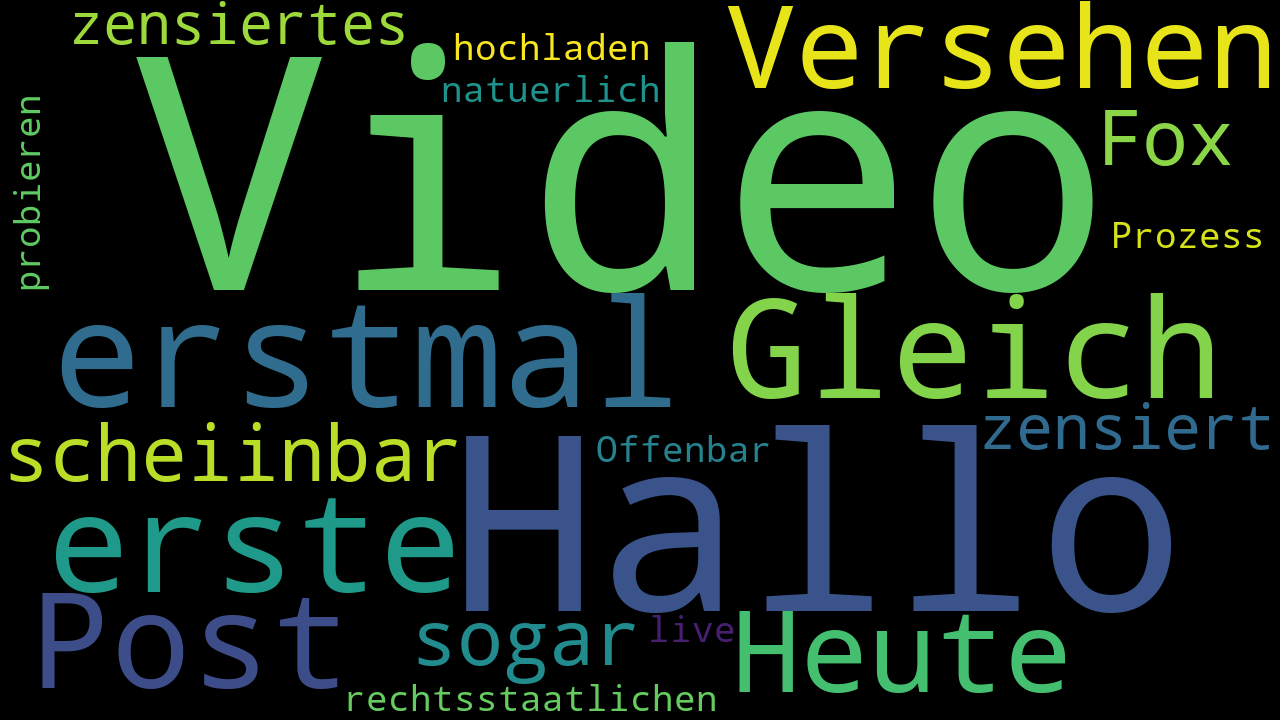 zensiertes
hochladen
Versehen
Video
natuerlich
probieren
Fox
Prozess
erstmal
Gleich
scheiinbar
Hallo
Offenbar
zensiert
erste
Post
sogar
live
Heute
rechtsstaatlichen